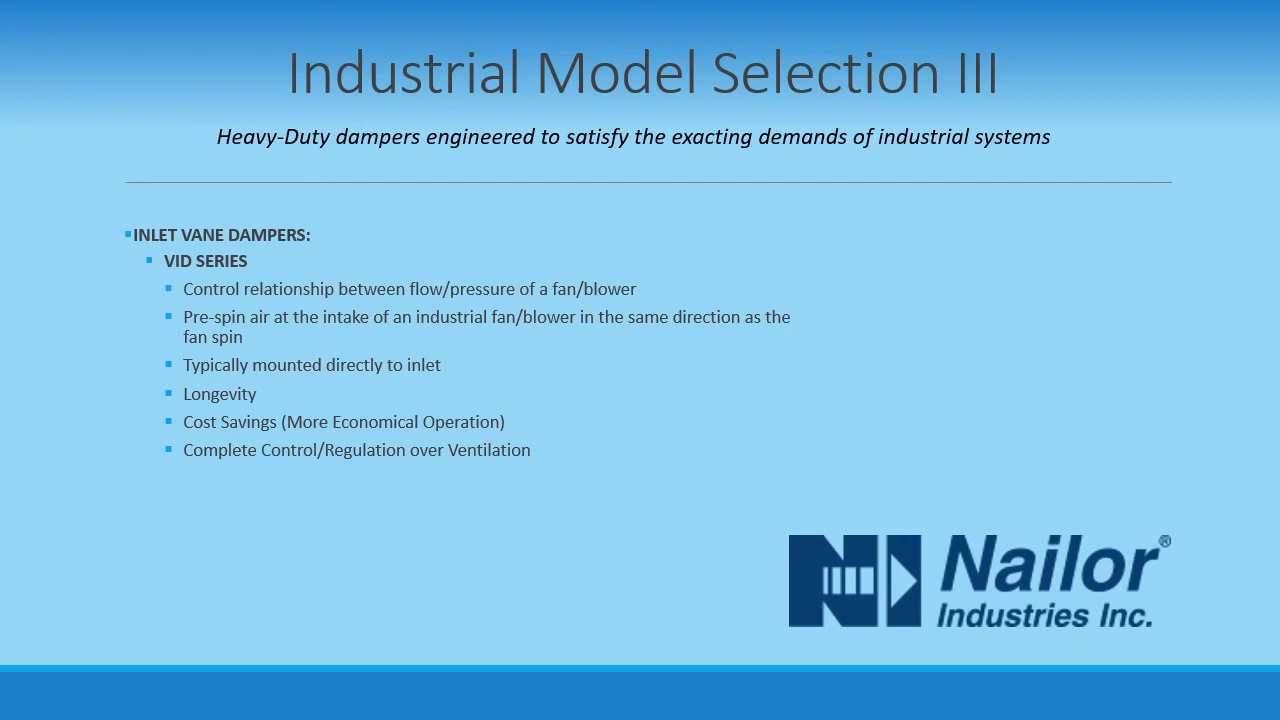 Industrial Model Selection III
Heavy-Duty dampers engineered to satisfy the exacting demands of industrial systems
INLET VANE DAMPERS:
VID SERIES
Control relationship between flow/pressure of a fan/blower
Pre-spin air at the intake of an industrial fan/blower in the same direction as the
fan spin
Typically mounted directly to inlet
Longevity
Cost Savings (More Economical Operation)
Complete Control/Regulation over Ventilation
Nailor®
Industries Inc.